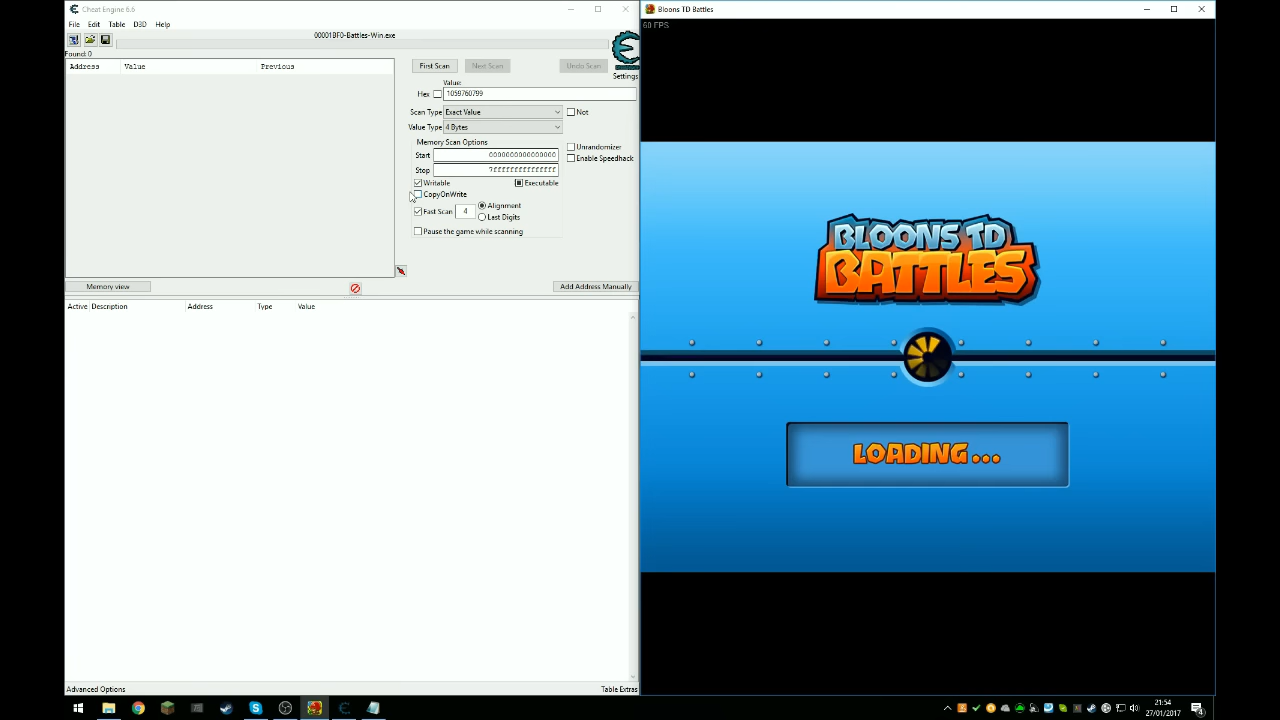 Cheat Engine 6.6
File Edit Table D3D Help
00001BF0-Battles-Win.exe
Found: 0
Address Value Previous
First Scan Next Scan Undo Scan
Settings
Value:
Hex 1059760799
Scan Type Exact Value Not
Value Type 4 Bytes
Memory Scan Options
Start 0000000000000000
Stop 7fffffffffffffff
Unrandomizer
Enable Speedhack
Writable Executable
CopyOnWrite
Fast Scan 4 Alignment
Last Digits
Pause the game while scanning
Memory view Add Address Manually
Active Description Address Type Value
Advanced Options Table Extras
Bloons TD Battles
60 FPS
BLOONS TD
BATTLES
LOADING...
21:54
27/01/2017
4